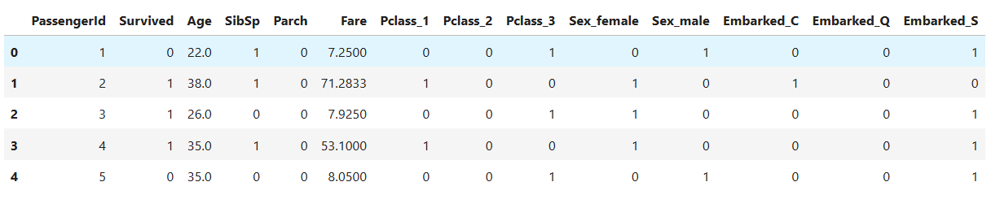 PassengerId Survived Age SibSp Parch Fare Pclass_1 Pclass_2 Pclass_3 Sex_female Sex_male Embarked_C Embarked_Q Embarked_S
0 1 0 22.0 1 0 7.2500 0 0 1 0 1 0 0 1
1 2 1 38.0 1 0 71.2833 1 0 0 1 0 1 0 0
2 3 1 26.0 0 0 7.9250 0 0 1 1 0 0 0 1
3 4 1 35.0 1 0 53.1000 1 0 0 1 0 0 0 1
4 5 0 35.0 0 0 8.0500 0 0 1 0 1 0 0 1